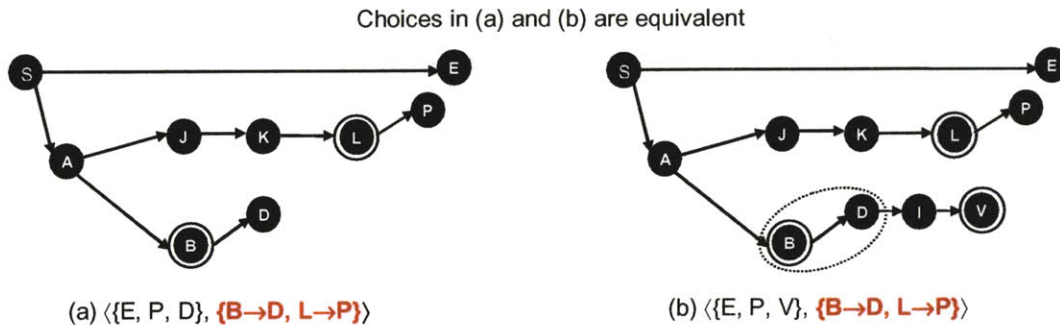 Choices in (a) and (b) are equivalent
S
E
P
J
K
L
A
D
B
S
E
P
J
K
L
A
D
I
V
B
(a) ⟨{E, P, D}, {B→D, L→P}⟩
(b) ⟨{E, P, V}, {B→D, L→P}⟩